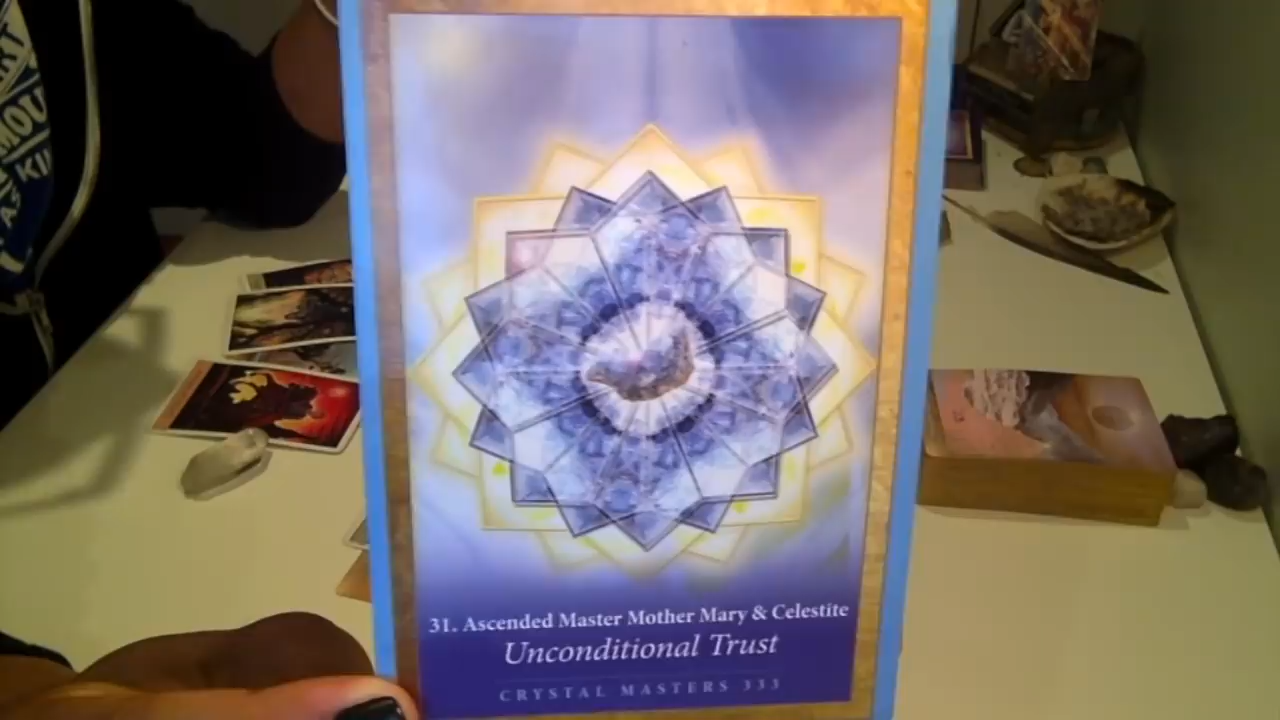 31. Ascended Master Mother Mary & Celestite
Unconditional Trust
CRYSTAL MASTERS 333